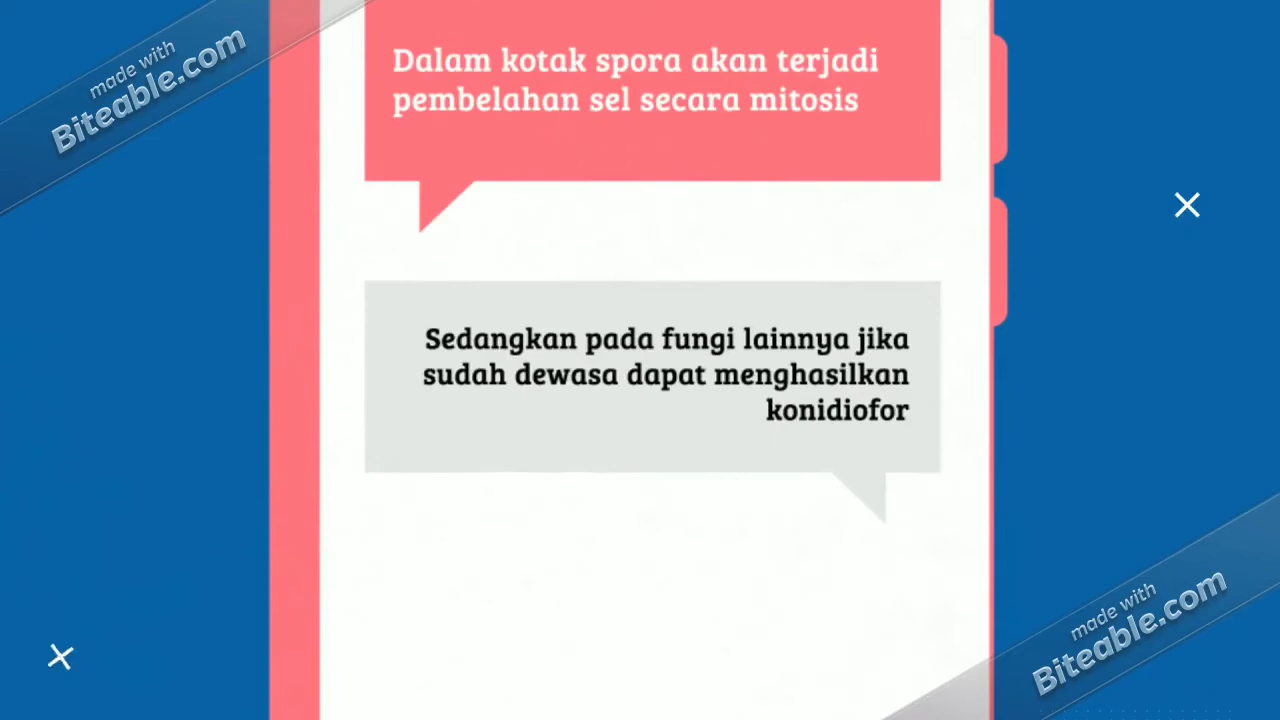 made with
Biteable.com
Dalam kotak spora akan terjadi
pembelahan sel secara mitosis
Sedangkan pada fungi lainnya jika
sudah dewasa dapat menghasilkan
konidiofor
made with
Biteable.com